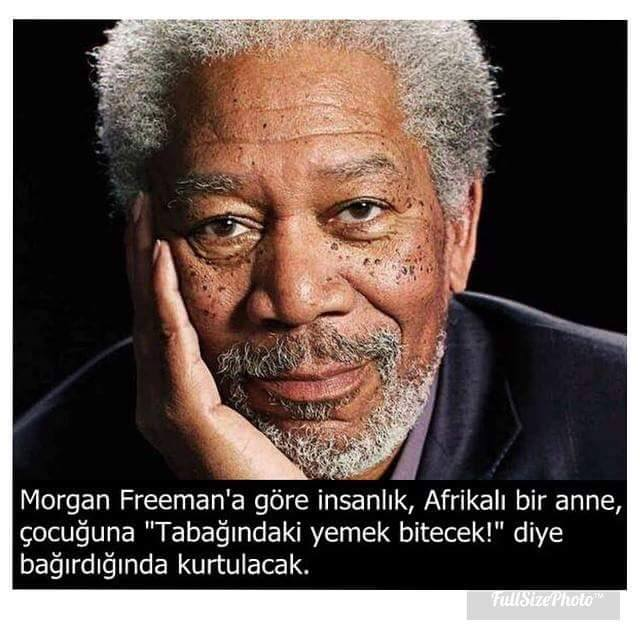 Morgan Freeman'a göre insanlık, Afrikalı bir anne,
çocuğuna "Tabağındaki yemek bitecek!" diye
bağırdığında kurtulacak.
FullSizePhoto™